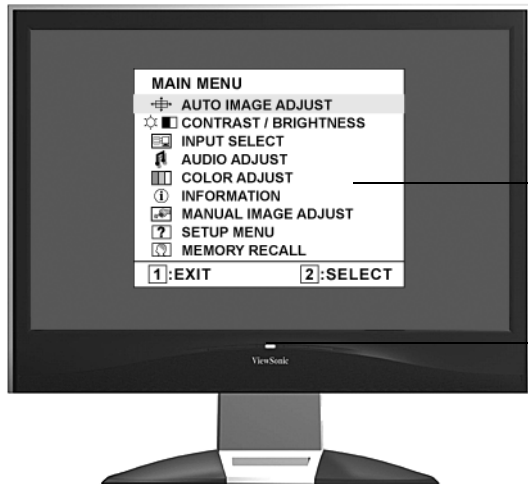 MAIN MENU
AUTO IMAGE ADJUST
CONTRAST / BRIGHTNESS
INPUT SELECT
AUDIO ADJUST
COLOR ADJUST
INFORMATION
MANUAL IMAGE ADJUST
SETUP MENU
MEMORY RECALL
1:EXIT 2:SELECT
ViewSonic